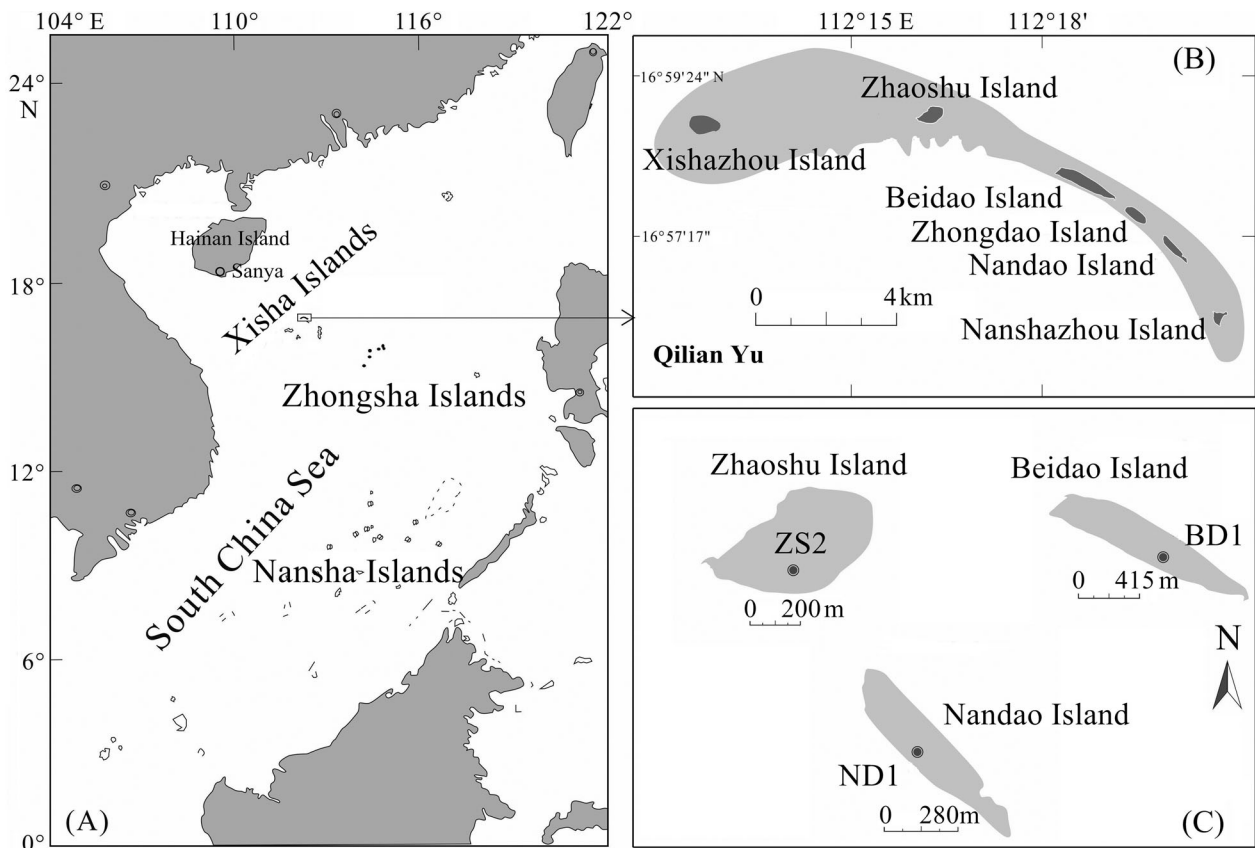 104° E 110° 116° 122°
24°
N
18°
12°
6°
0°
Hainan Island
Sanya
Xisha Islands
Zhongsha Islands
South China Sea
Nansha Islands
(A)
112°15 E 112°18'
16°59'24" N
16°57'17"
(B)
Zhaoshu Island
Xishazhou Island
Beidao Island
Zhongdao Island
Nandao Island
Nanshazhou Island
0 4 km
Qilian Yu
Zhaoshu Island
ZS2
0 200 m
Beidao Island
BD1
0 415 m
N
Nandao Island
ND1
0 280m
(C)